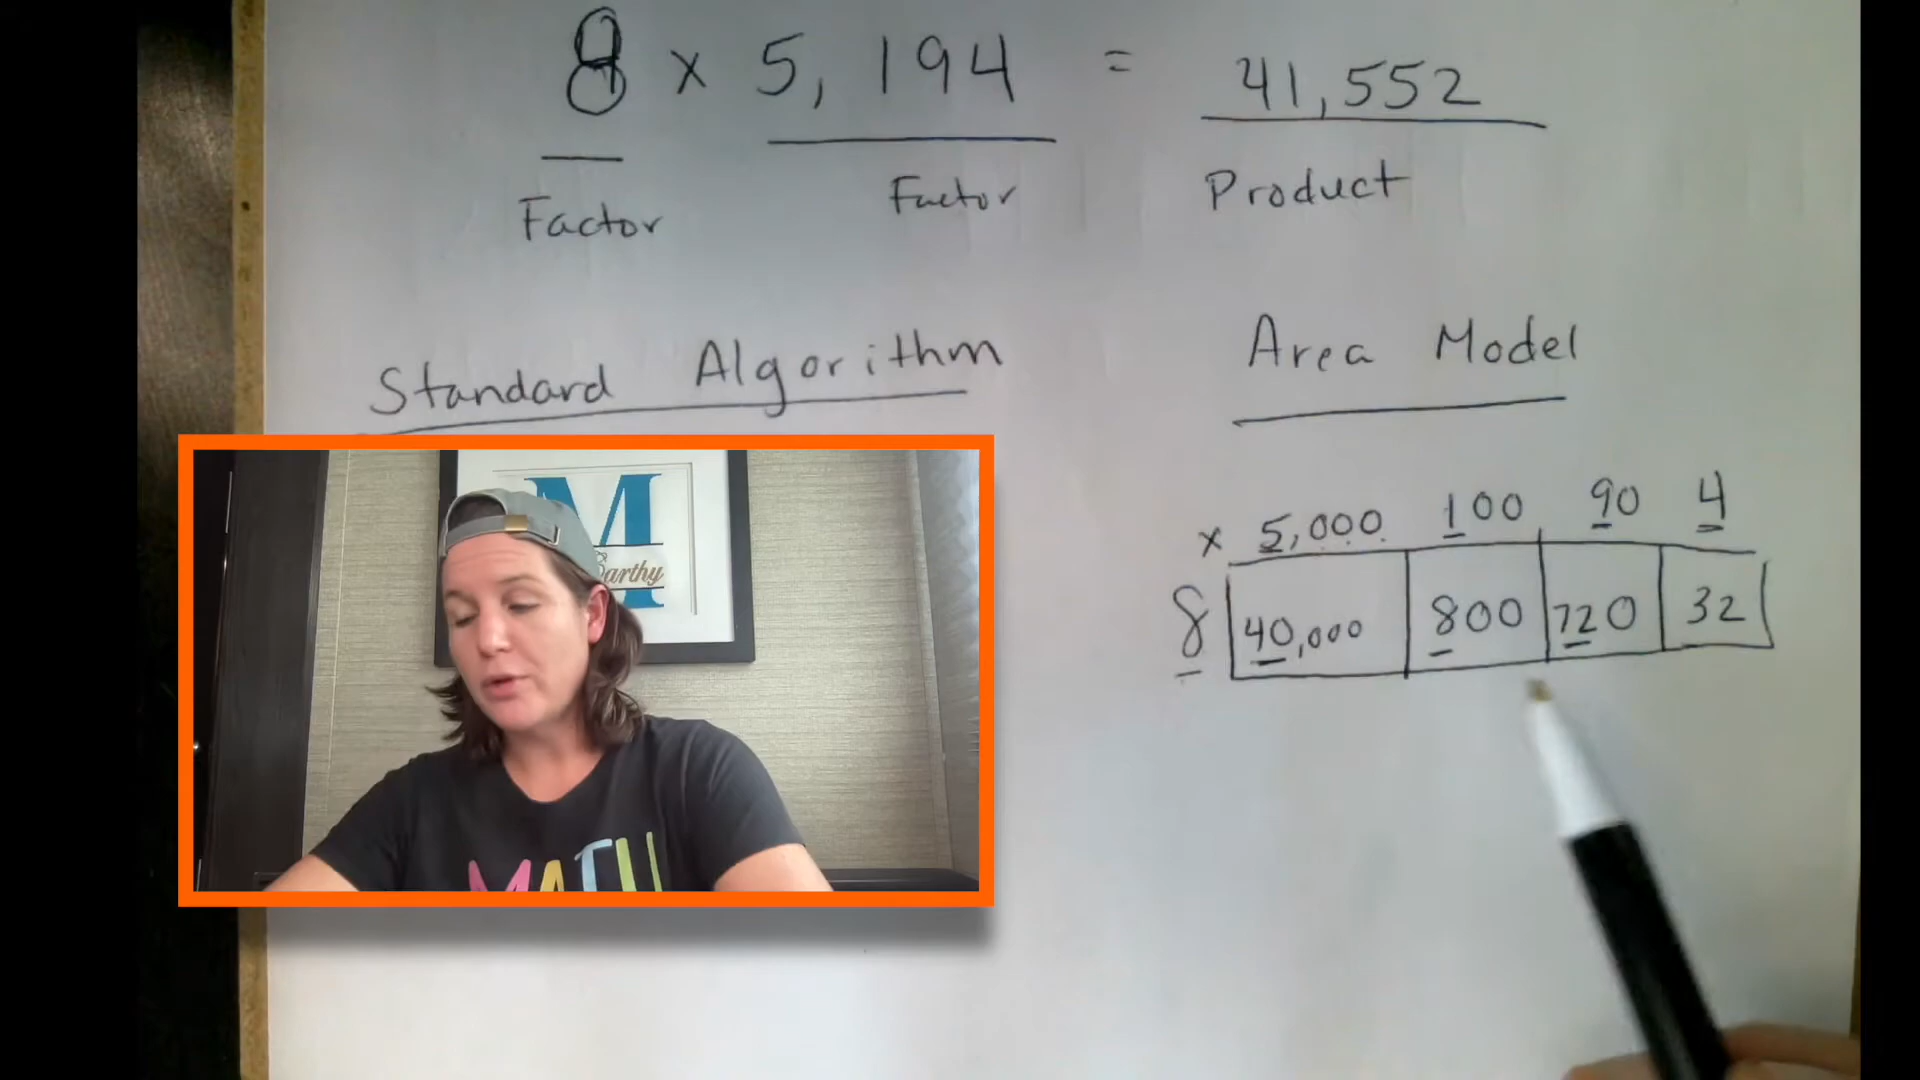 8 x 5,194 = 41,552
Factor Factor Product
Standard Algorithm
Area Model
x 5,000 100 90 4
8 40,000 800 720 32
M
arthy
MATH